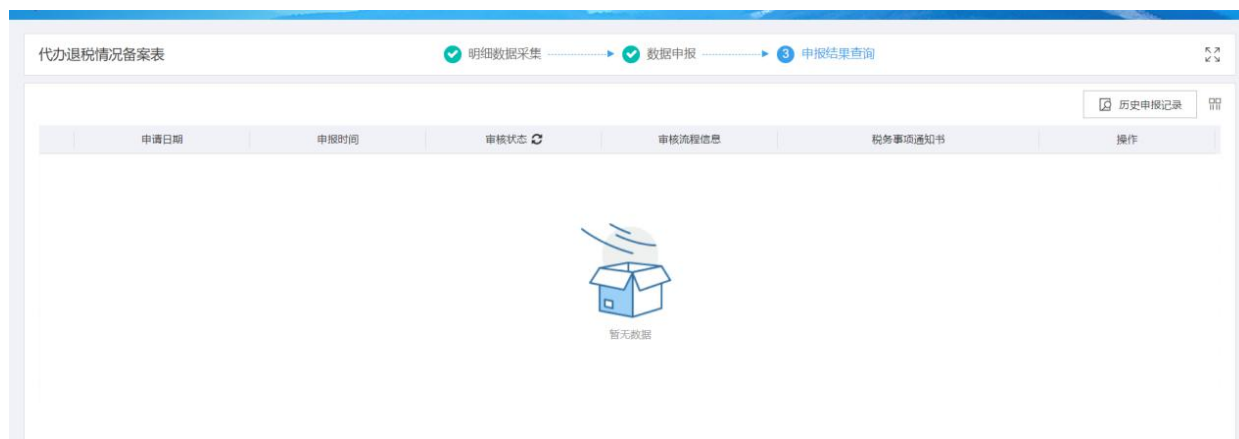 代办退税情况备案表
明细数据采集
数据申报
3 申报结果查询
历史申报记录
申请日期 申报时间 审核状态 审核流程信息 税务事项通知书 操作
暂无数据